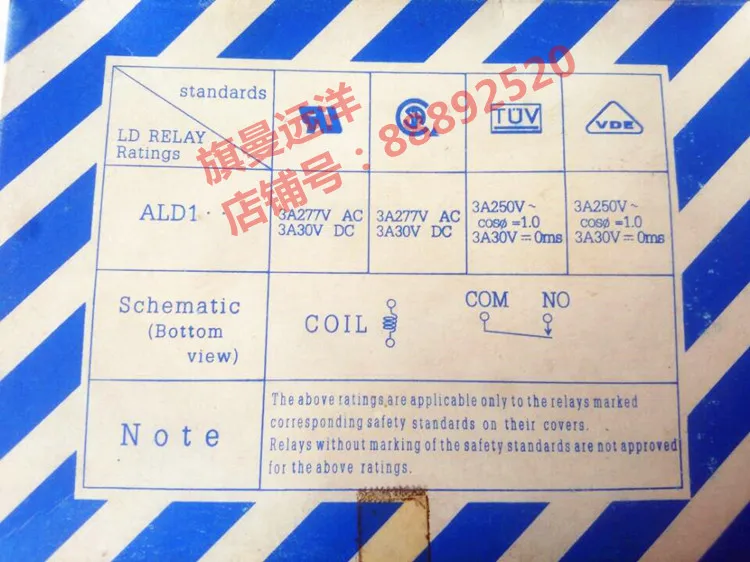 standards
LD RELAY
Ratings
TÜV
VDE
旗曼远洋
店铺号：88892520
ALD1 · ·
3A277V AC
3A30V DC
3A277V AC
3A30V DC
3A250V~
cosø=1.0
3A30V⎓0ms
3A250V~
cosø=1.0
3A30V⎓0ms
Schematic
(Bottom
view)
COIL
COM NO
Note
The above ratings,are applicable only to the relays marked
corresponding safety standards on their covers.
Relays without marking of the safety standards are not approved
for the above ratings.